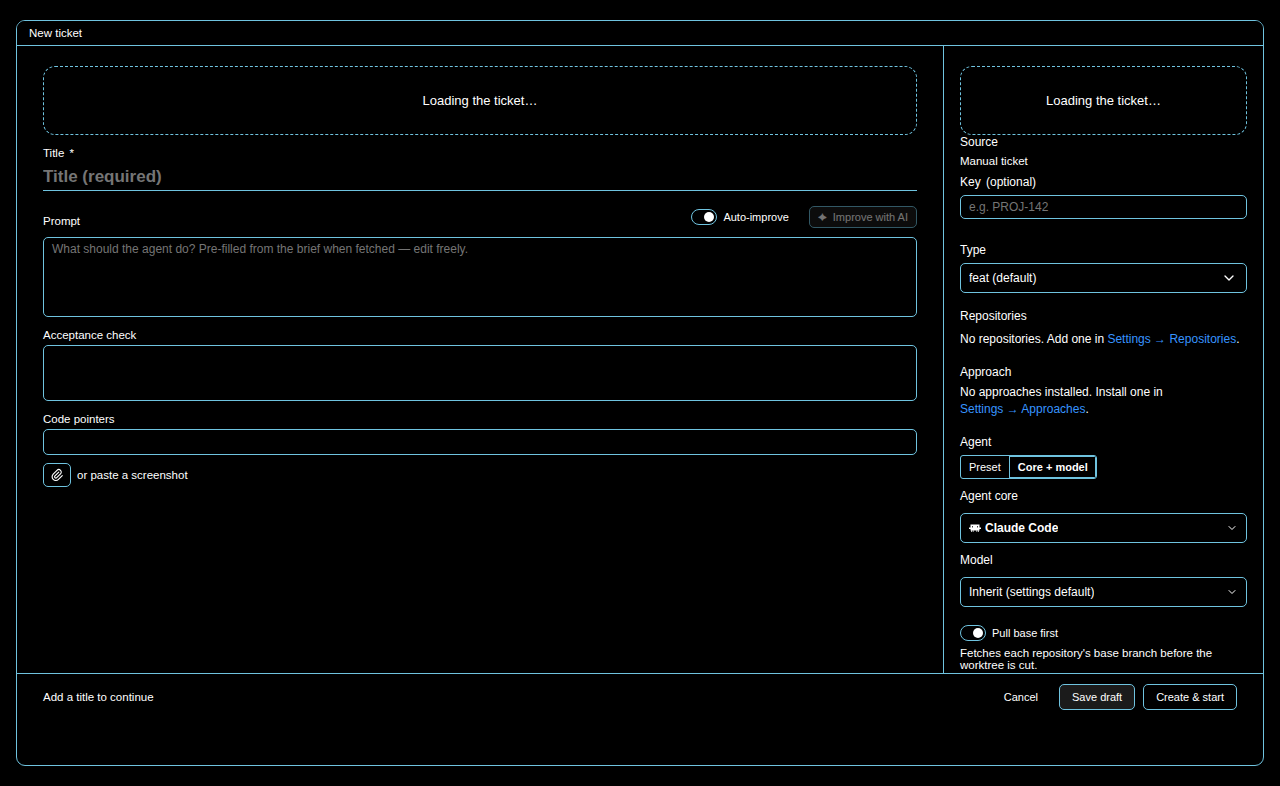 New ticket
Loading the ticket…
Title *
Title (required)
Prompt
Auto-improve
Improve with AI
What should the agent do? Pre-filled from the brief when fetched — edit freely.
Acceptance check
Code pointers
or paste a screenshot
Loading the ticket…
Source
Manual ticket
Key (optional)
e.g. PROJ-142
Type
feat (default)
Repositories
No repositories. Add one in Settings → Repositories.
Approach
No approaches installed. Install one in
Settings → Approaches.
Agent
Preset
Core + model
Agent core
Claude Code
Model
Inherit (settings default)
Pull base first
Fetches each repository's base branch before the
worktree is cut.
Add a title to continue
Cancel
Save draft
Create & start